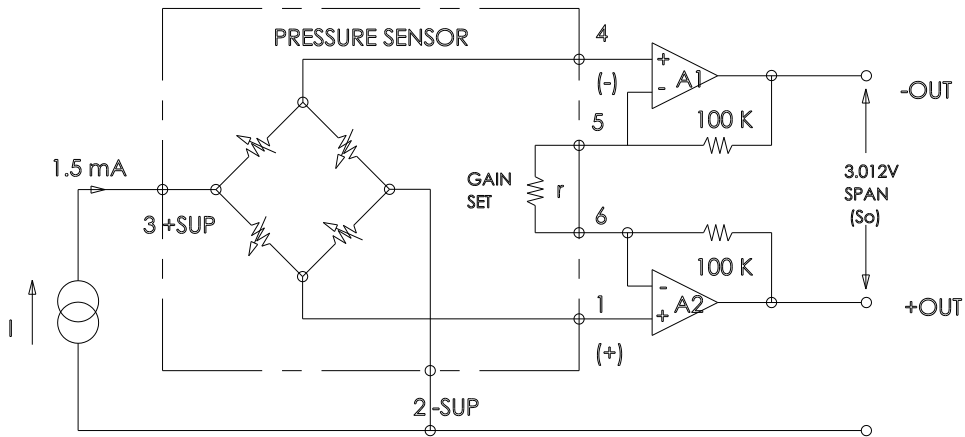 PRESSURE SENSOR
4
(-)
+
A1
-
-OUT
5
100 K
1.5 mA
GAIN
SET
r
3.012V
SPAN
(So)
3 +SUP
6
100 K
I
1
-
A2
+
+OUT
(+)
2 -SUP